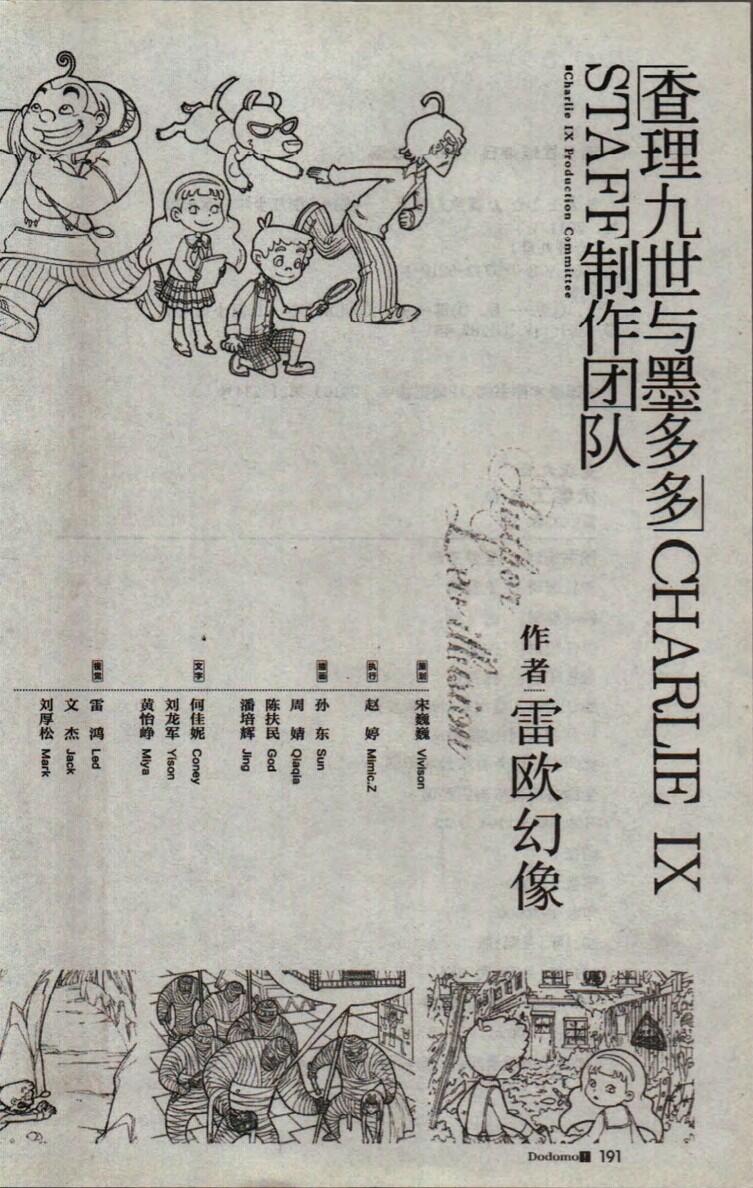 「查理九世与墨多多」CHARLIE IX
STAFF制作团队
■Charlie IX Production Committee
作者 雷欧幻像
Author
策划
宋巍巍 Vivison
执行
赵 婷 Mimic.Z
插画
孙 东 Sun
周 婧 Qiaqia
陈扶民 God
潘培辉 Jing
文字
何佳妮 Coney
刘龙军 Yison
黄怡峥 Miya
视觉
雷 鸿 Led
文 杰 Jack
刘厚松 Mark
Dodomo 191